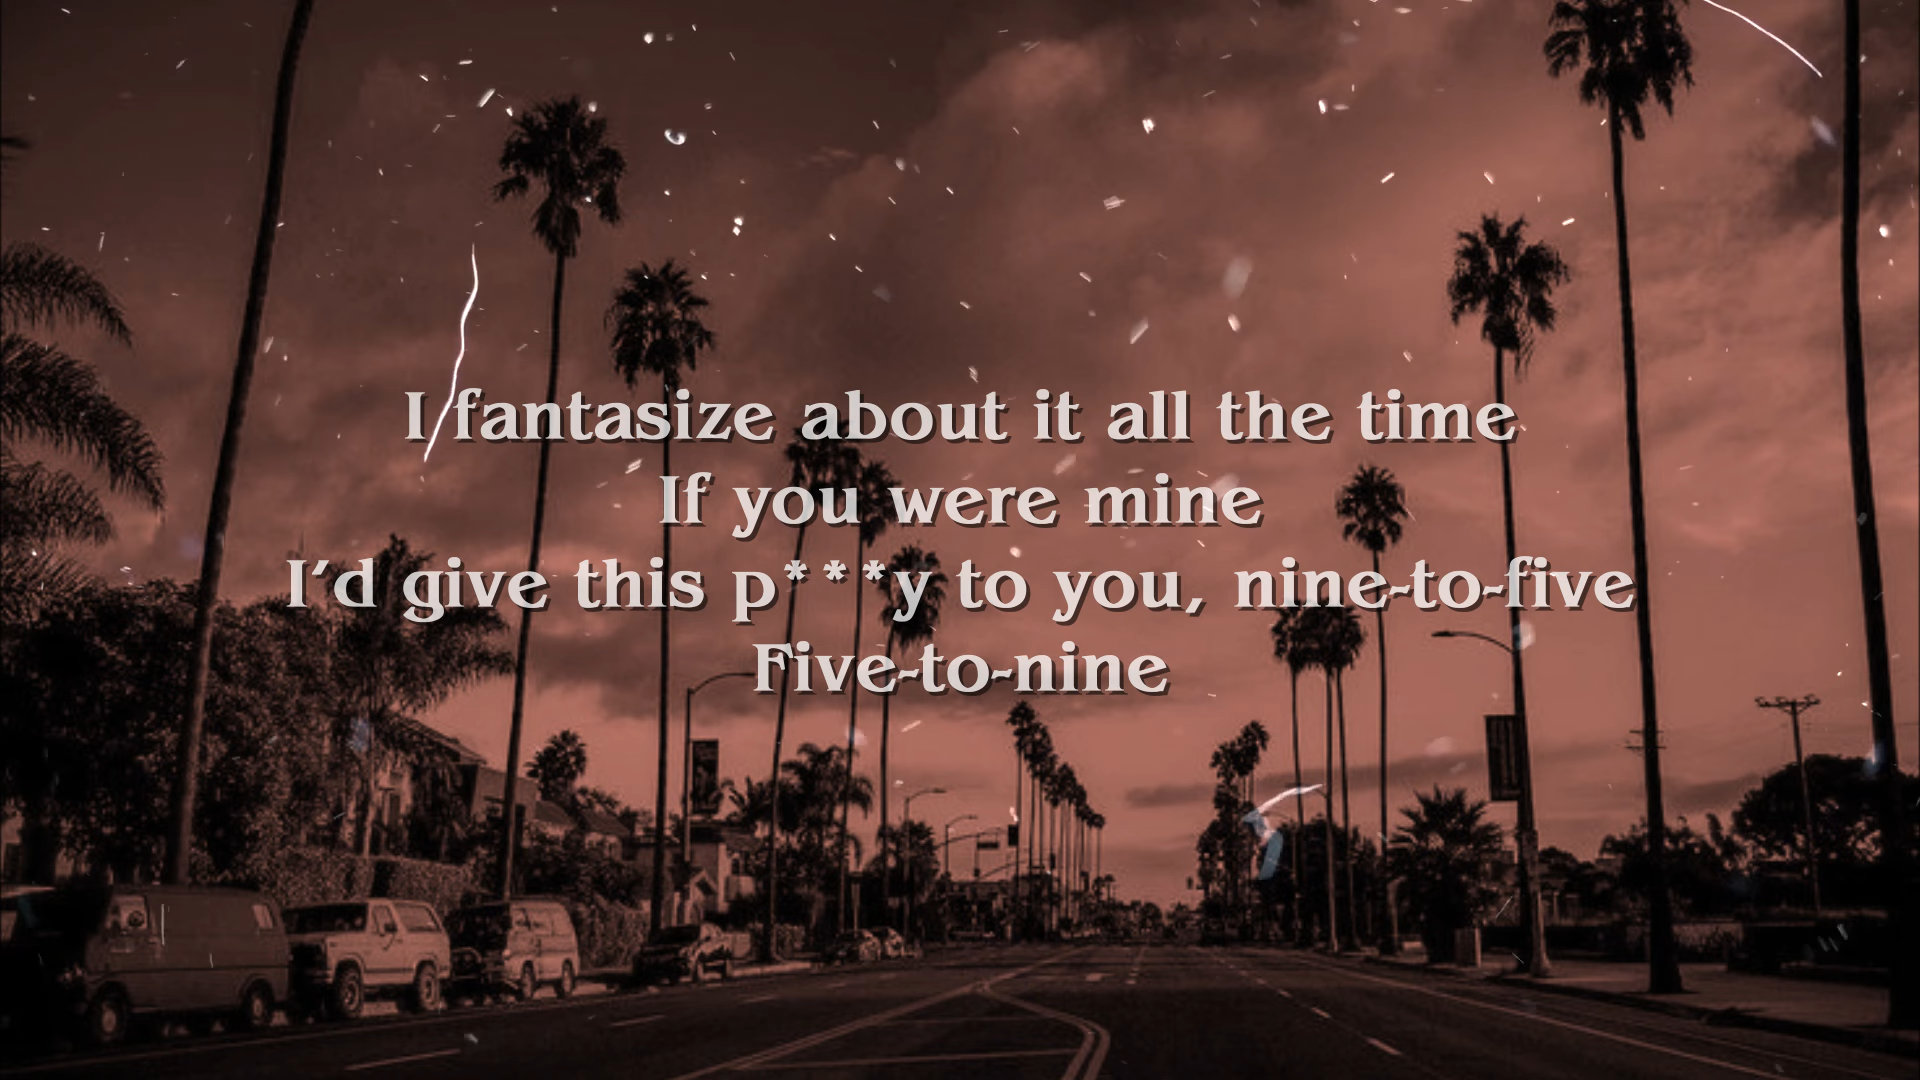 I fantasize about it all the time
If you were mine
I’d give this p***y to you, nine-to-five
Five-to-nine